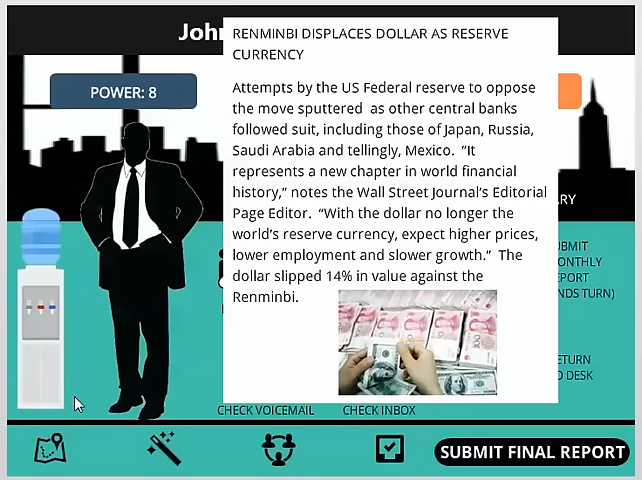 John
RENMINBI DISPLACES DOLLAR AS RESERVE
CURRENCY
POWER: 8
Attempts by the US Federal reserve to oppose
the move sputtered as other central banks
followed suit, including those of Japan, Russia,
Saudi Arabia and tellingly, Mexico. "It
represents a new chapter in world financial
history," notes the Wall Street Journal's Editorial
Page Editor. "With the dollar no longer the
world's reserve currency, expect higher prices,
lower employment and slower growth." The
dollar slipped 14% in value against the
Renminbi.
ARY
UBMIT
ONTHLY
EPORT
NDS TURN)
ETURN
O DESK
CHECK VOICEMAIL
CHECK INBOX
SUBMIT FINAL REPORT